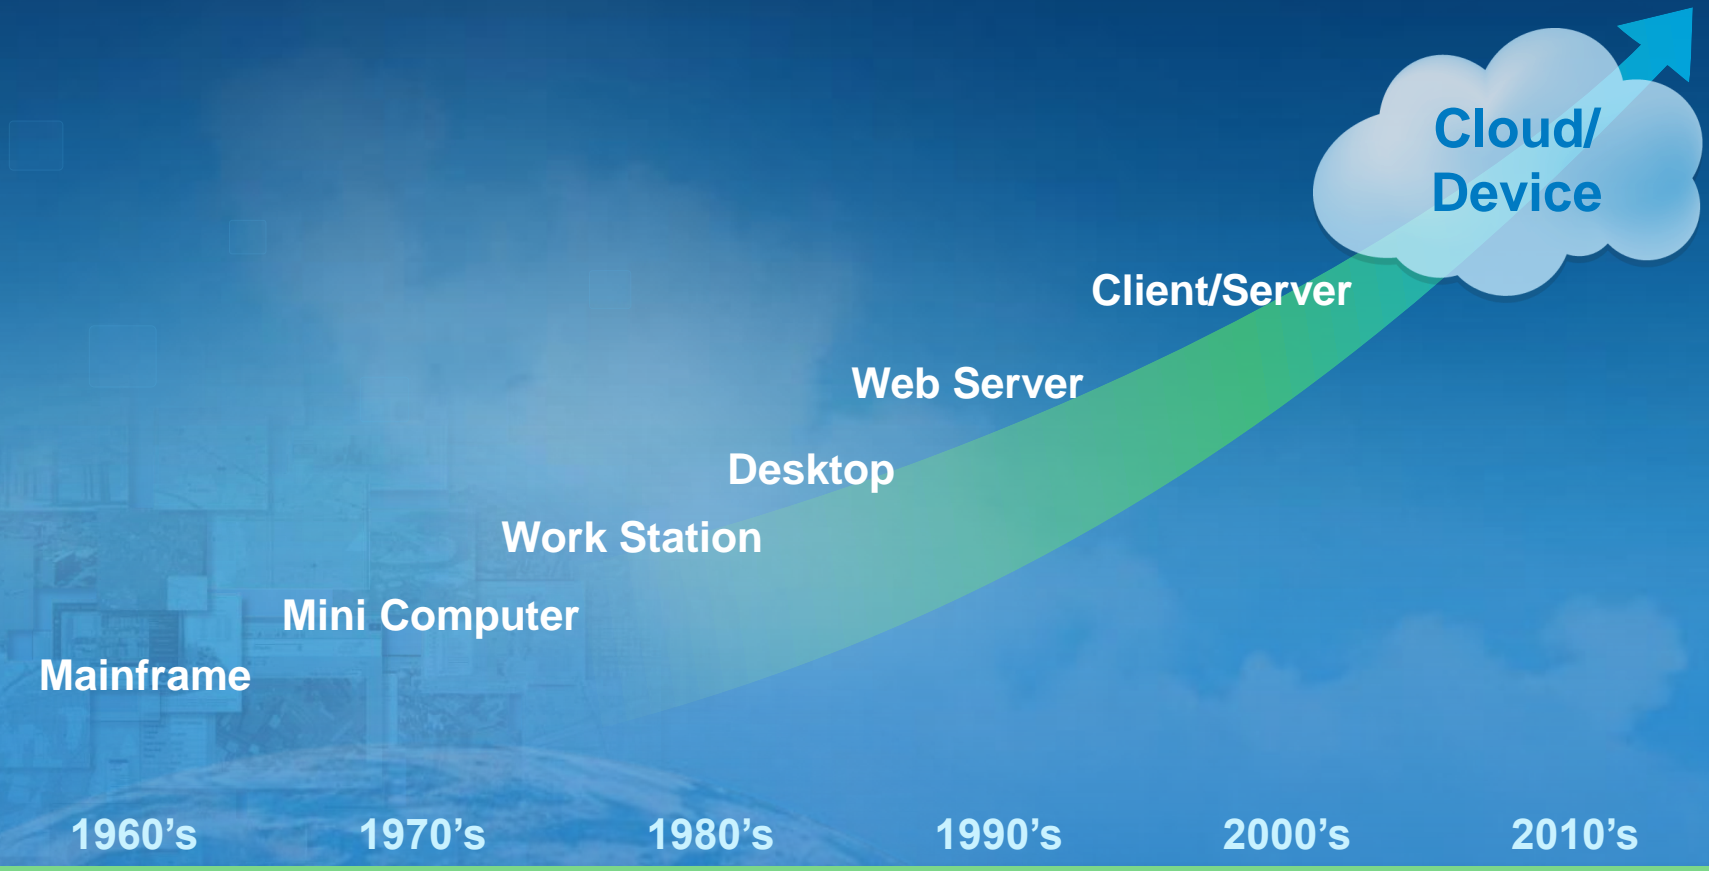 Cloud/
Device
Client/Server
Web Server
Desktop
Work Station
Mini Computer
Mainframe
1960’s 1970’s 1980’s 1990’s 2000’s 2010’s